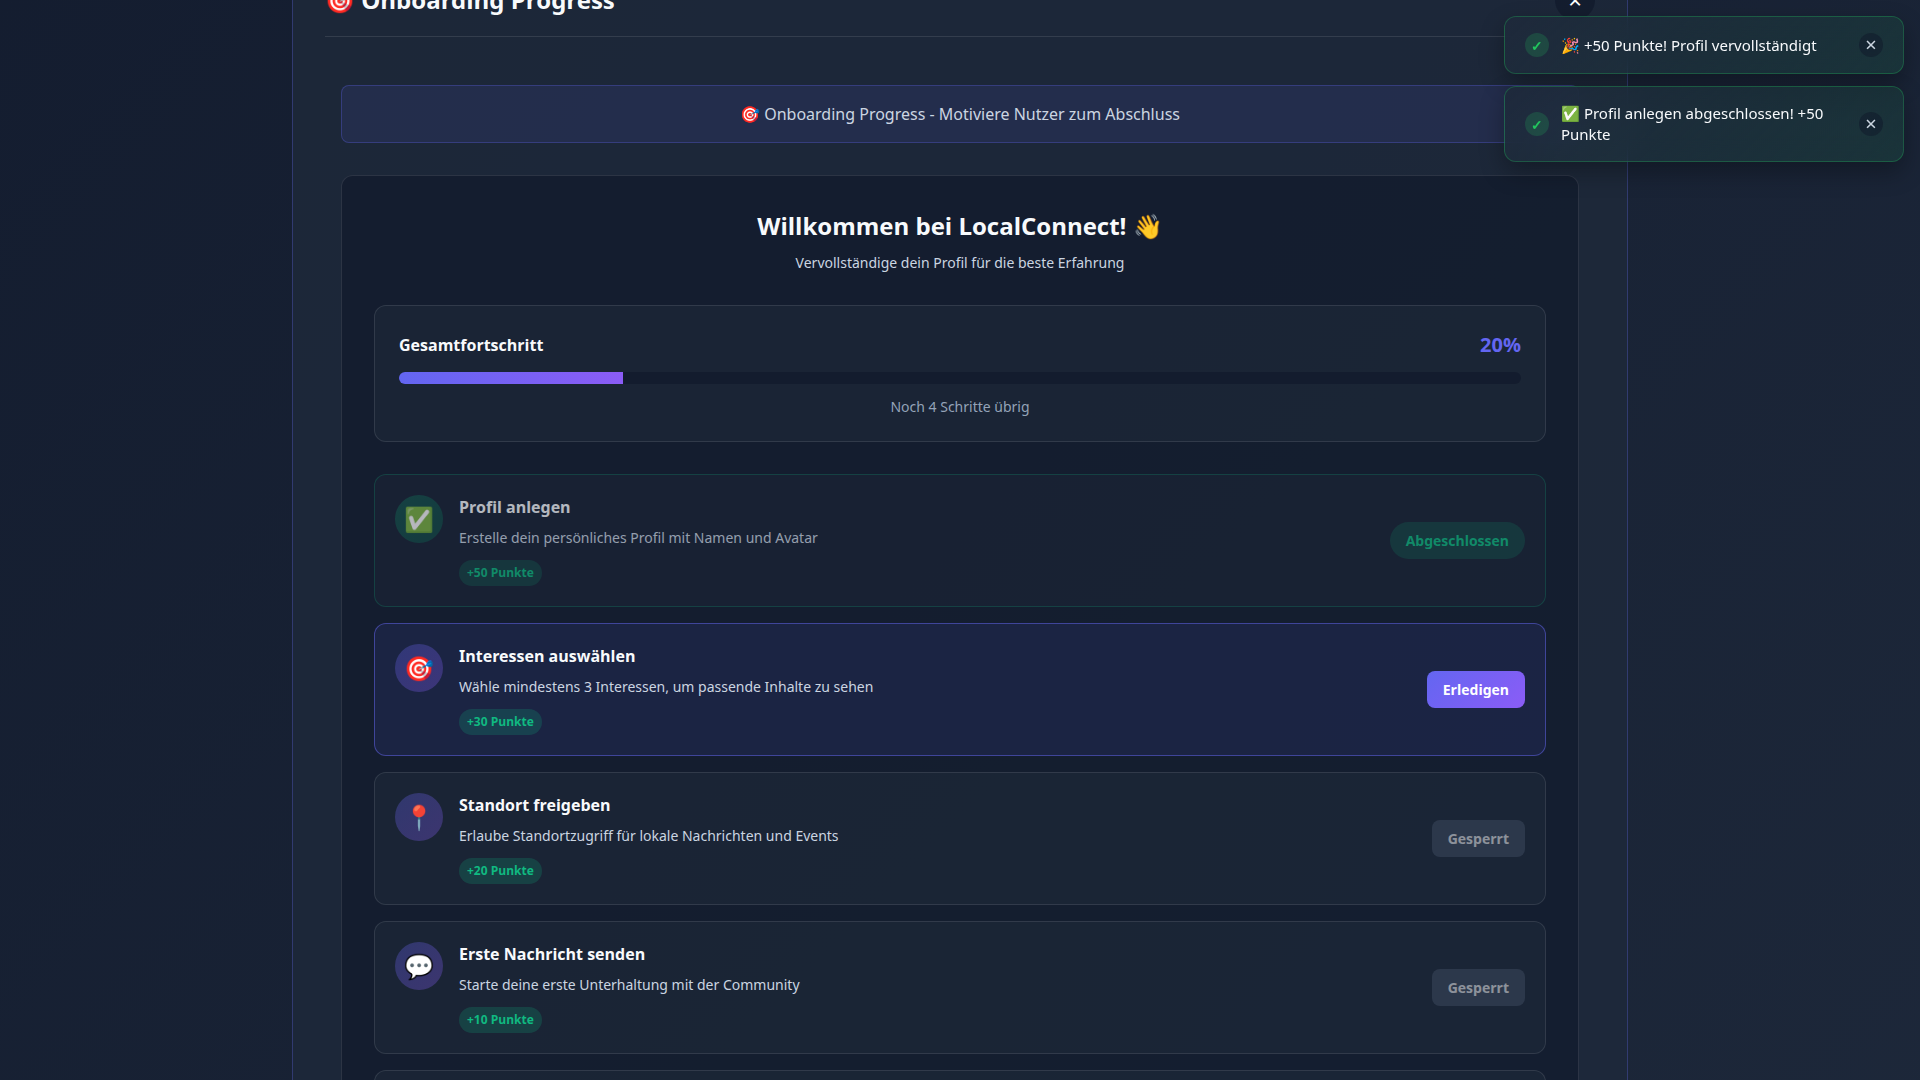 🎯 Onboarding Progress
✕
✓ 🎉 +50 Punkte! Profil vervollständigt ✕
🎯 Onboarding Progress - Motiviere Nutzer zum Abschluss
✓ ✅ Profil anlegen abgeschlossen! +50
Punkte ✕
Willkommen bei LocalConnect! 👋
Vervollständige dein Profil für die beste Erfahrung
Gesamtfortschritt
20%
Noch 4 Schritte übrig
Profil anlegen
Erstelle dein persönliches Profil mit Namen und Avatar
+50 Punkte
Abgeschlossen
Interessen auswählen
Wähle mindestens 3 Interessen, um passende Inhalte zu sehen
+30 Punkte
Erledigen
Standort freigeben
Erlaube Standortzugriff für lokale Nachrichten und Events
+20 Punkte
Gesperrt
Erste Nachricht senden
Starte deine erste Unterhaltung mit der Community
+10 Punkte
Gesperrt